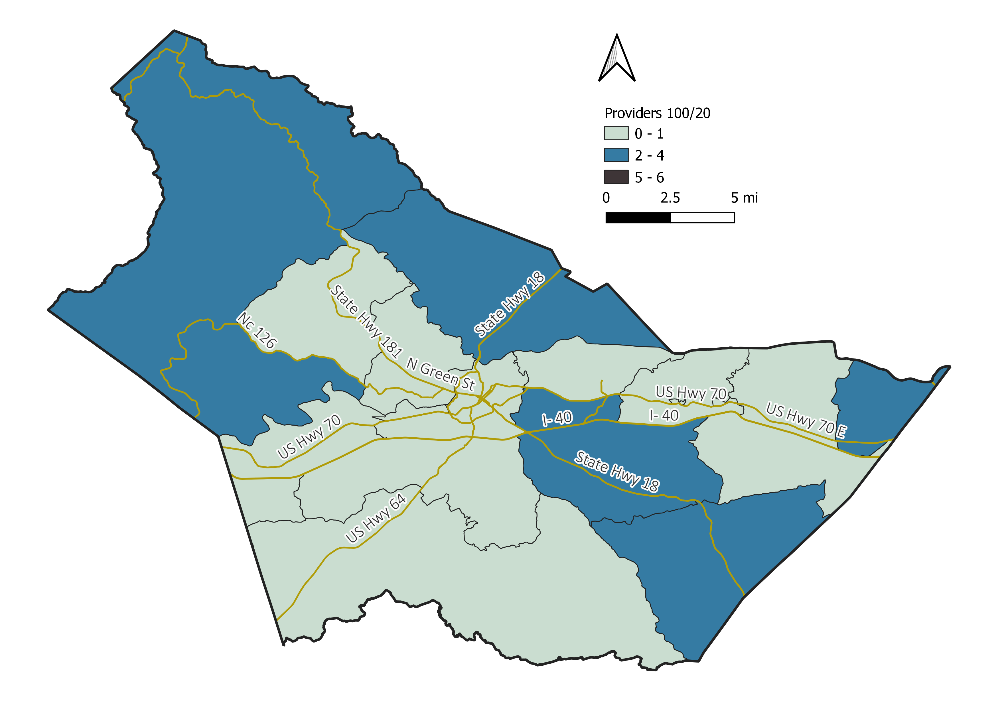 Providers 100/20
0 - 1
2 - 4
5 - 6
0 2.5 5 mi
State Hwy 18
State Hwy 181
Nc 126
N Green St
US Hwy 70
I- 40
I- 40
US Hwy 70 E
US Hwy 70
State Hwy 18
US Hwy 64